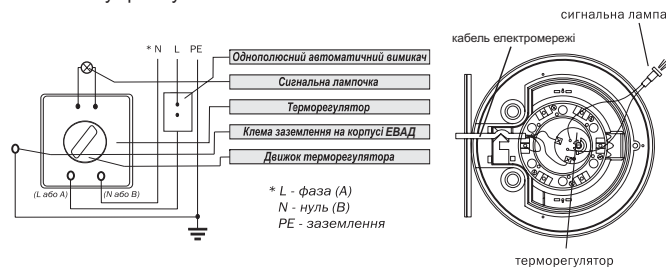 сигнальна лампа
кабель електромережі
* N L PE
Однополюсний автоматичний вимикач
Сигнальна лампочка
Терморегулятор
Клема заземлення на корпусі ЕВАД
Движок терморегулятора
(L або А) (N або В)
* L - фаза (А)
N - нуль (В)
PE - заземлення
терморегулятор